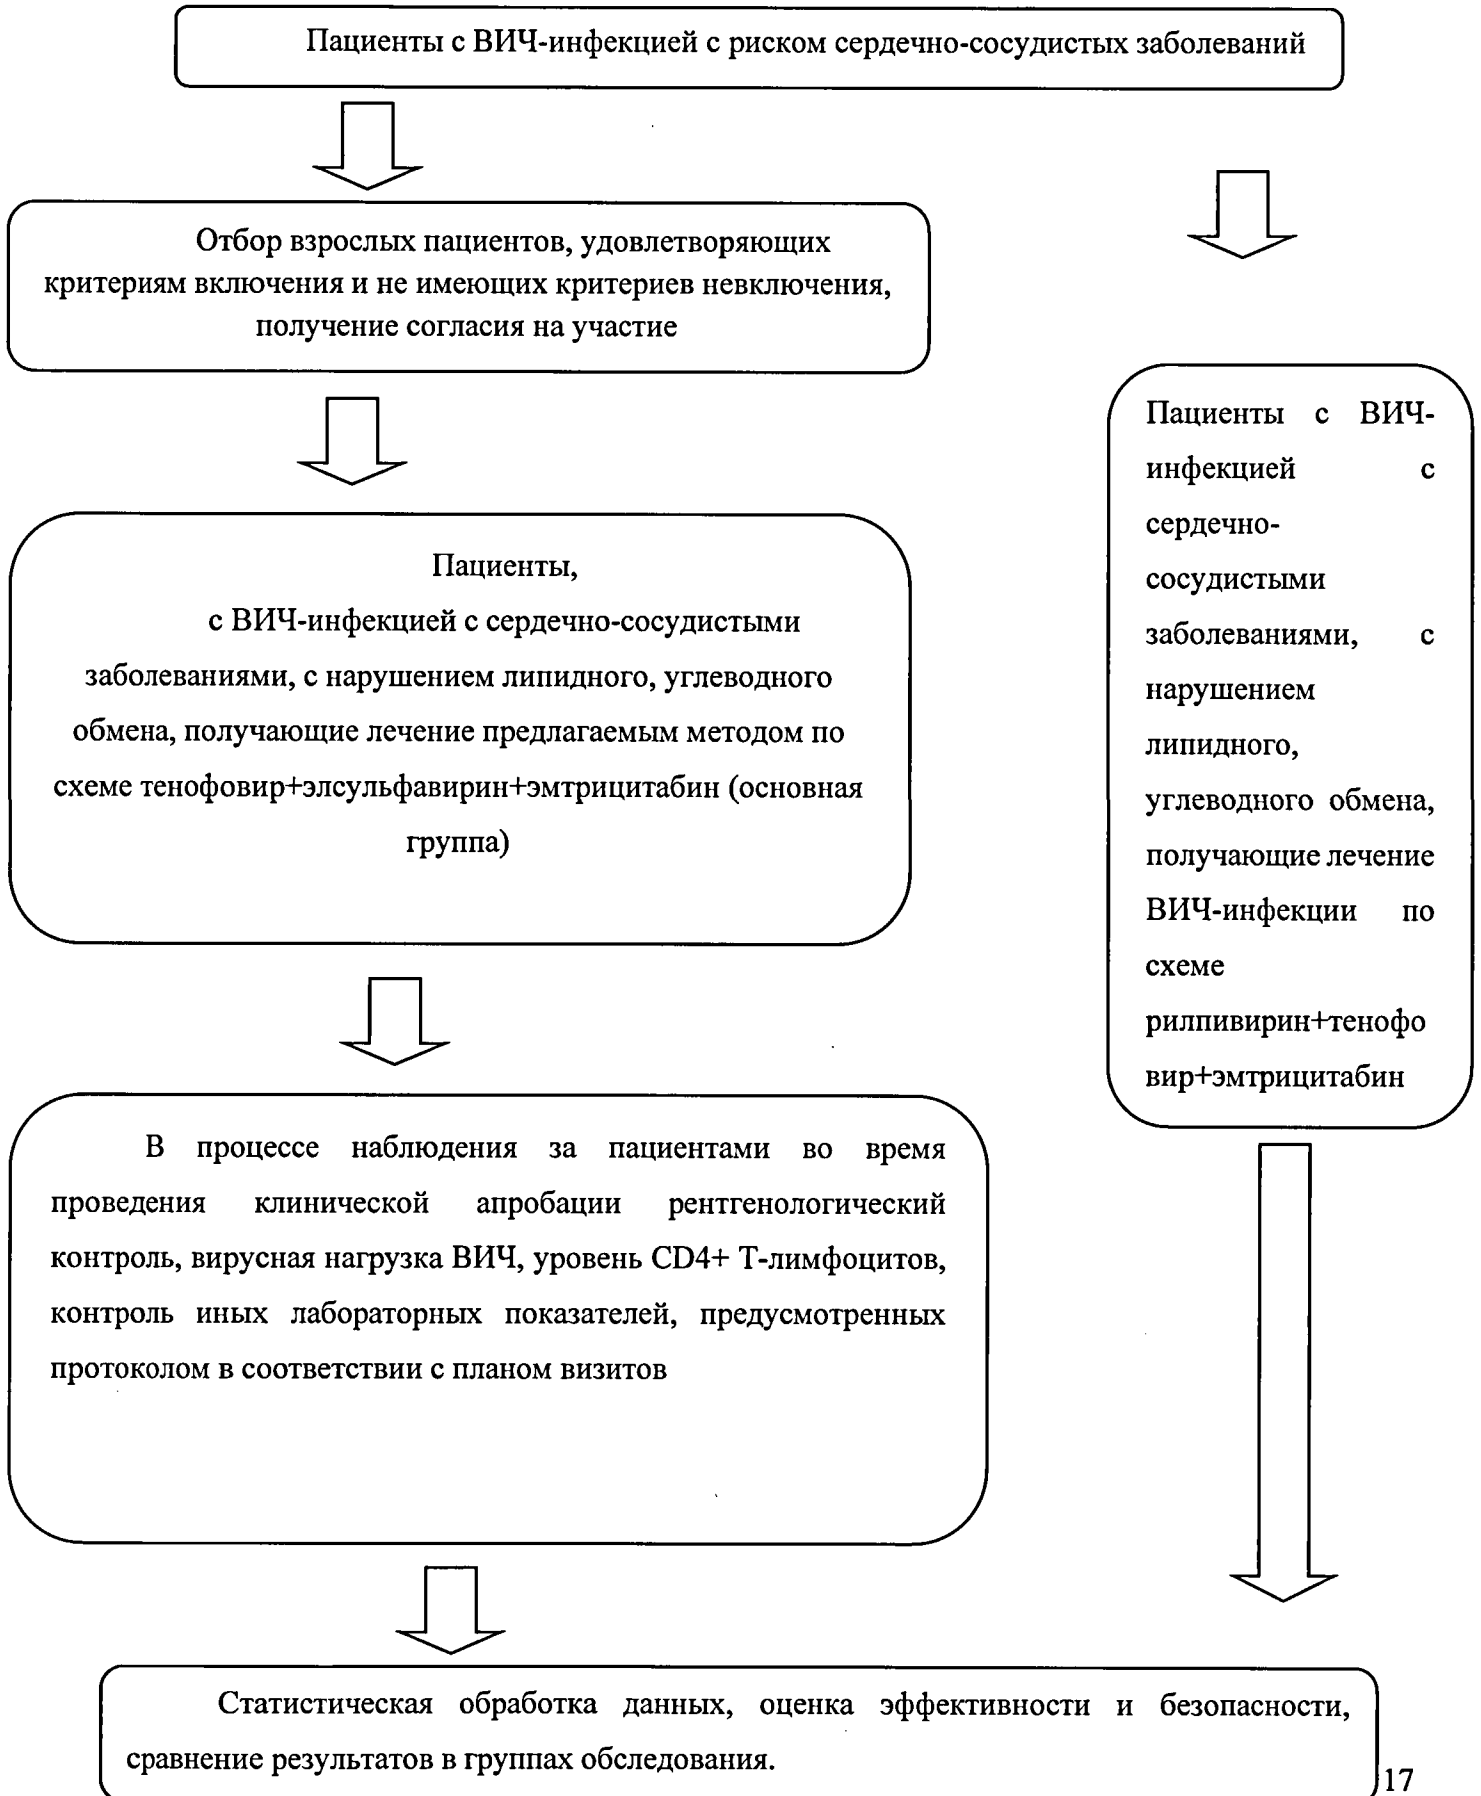 Пациенты с ВИЧ-инфекцией с риском сердечно-сосудистых заболеваний
Отбор взрослых пациентов, удовлетворяющих
критериям включения и не имеющих критериев невключения,
получение согласия на участие
Пациенты,
с ВИЧ-инфекцией с сердечно-сосудистыми
заболеваниями, с нарушением липидного, углеводного
обмена, получающие лечение предлагаемым методом по
схеме тенофовир+элсульфавирин+эмтрицитабин (основная
группа)
Пациенты с ВИЧ-
инфекцией с
сердечно-
сосудистыми
заболеваниями, с
нарушением
липидного,
углеводного обмена,
получающие лечение
ВИЧ-инфекции по
схеме
рилпивирин+тенофо
вир+эмтрицитабин
В процессе наблюдения за пациентами во время
проведения клинической апробации рентгенологический
контроль, вирусная нагрузка ВИЧ, уровень CD4+ Т-лимфоцитов,
контроль иных лабораторных показателей, предусмотренных
протоколом в соответствии с планом визитов
Статистическая обработка данных, оценка эффективности и безопасности,
сравнение результатов в группах обследования.
17